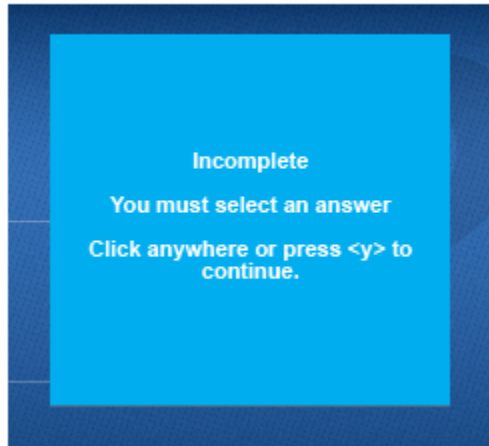 Incomplete
You must select an answer
Click anywhere or press <y> to
continue.